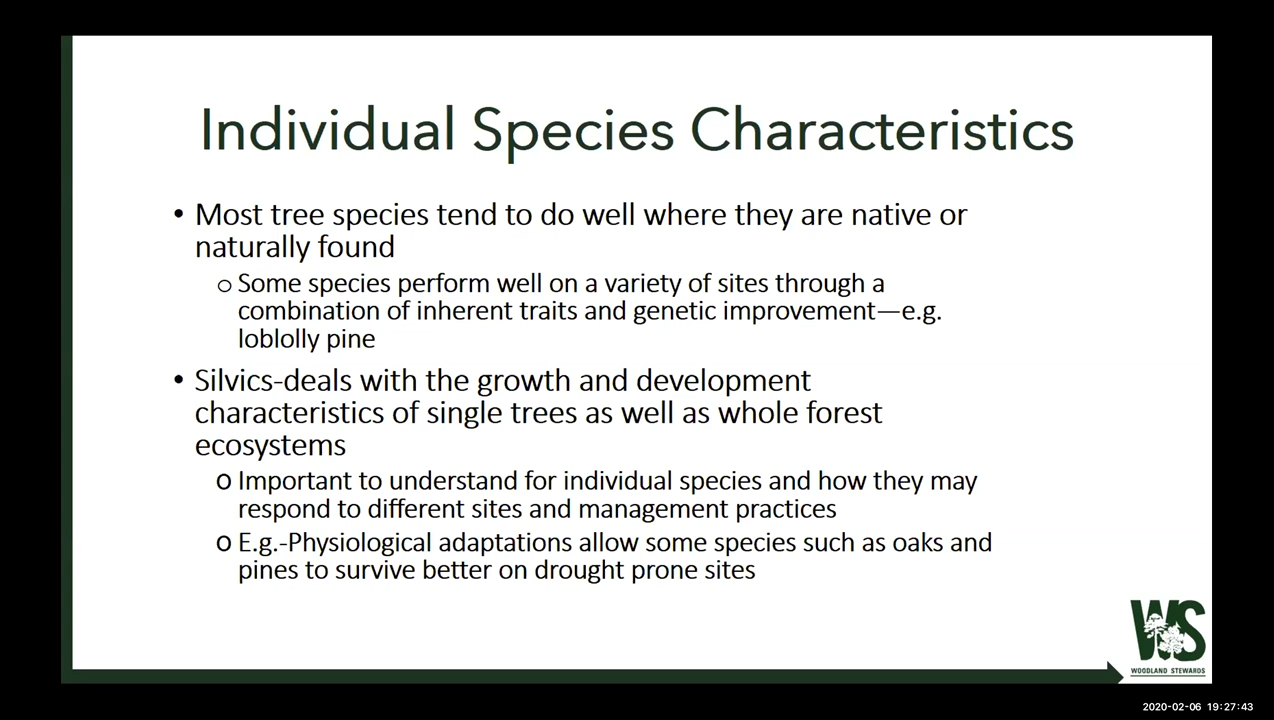 Individual Species Characteristics
• Most tree species tend to do well where they are native or
naturally found
o Some species perform well on a variety of sites through a
combination of inherent traits and genetic improvement—e.g.
loblolly pine
• Silvics-deals with the growth and development
characteristics of single trees as well as whole forest
ecosystems
o Important to understand for individual species and how they may
respond to different sites and management practices
o E.g.-Physiological adaptations allow some species such as oaks and
pines to survive better on drought prone sites
WS
WOODLAND STEWARDS
2020-02-06 19:27:43